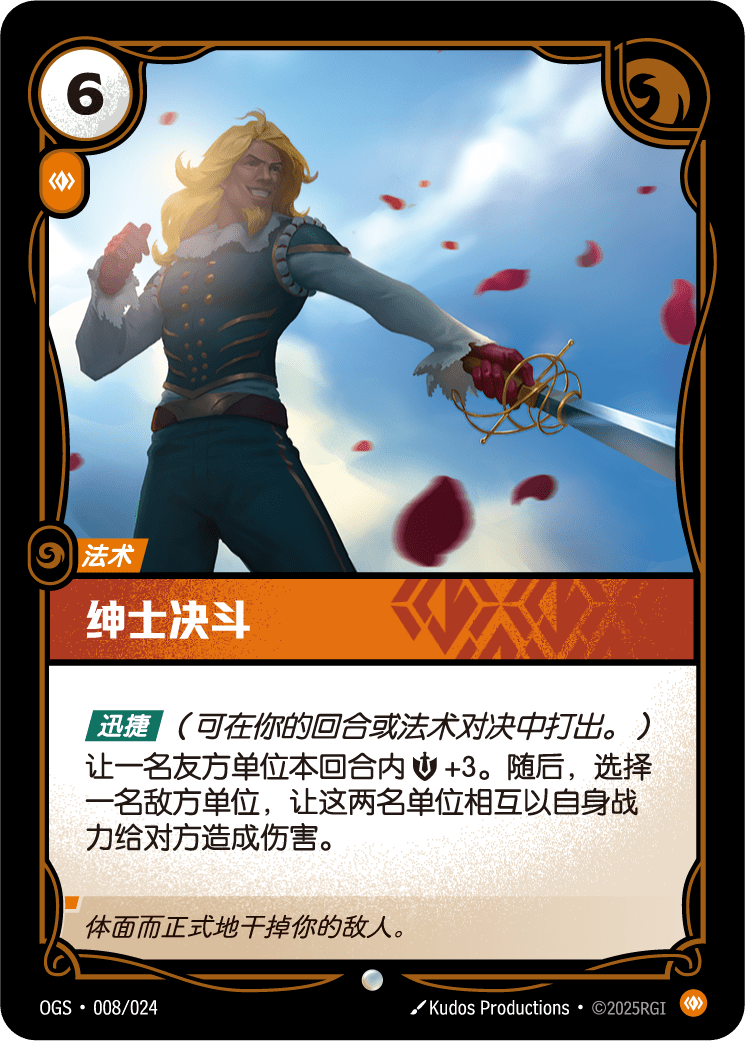 6
法术
绅士决斗
迅捷（可在你的回合或法术对决中打出。）
让一名友方单位本回合内 +3。随后，选择
一名敌方单位，让这两名单位相互以自身战
力给对方造成伤害。
体面而正式地干掉你的敌人。
OGS • 008/024
Kudos Productions • ©2025RGI